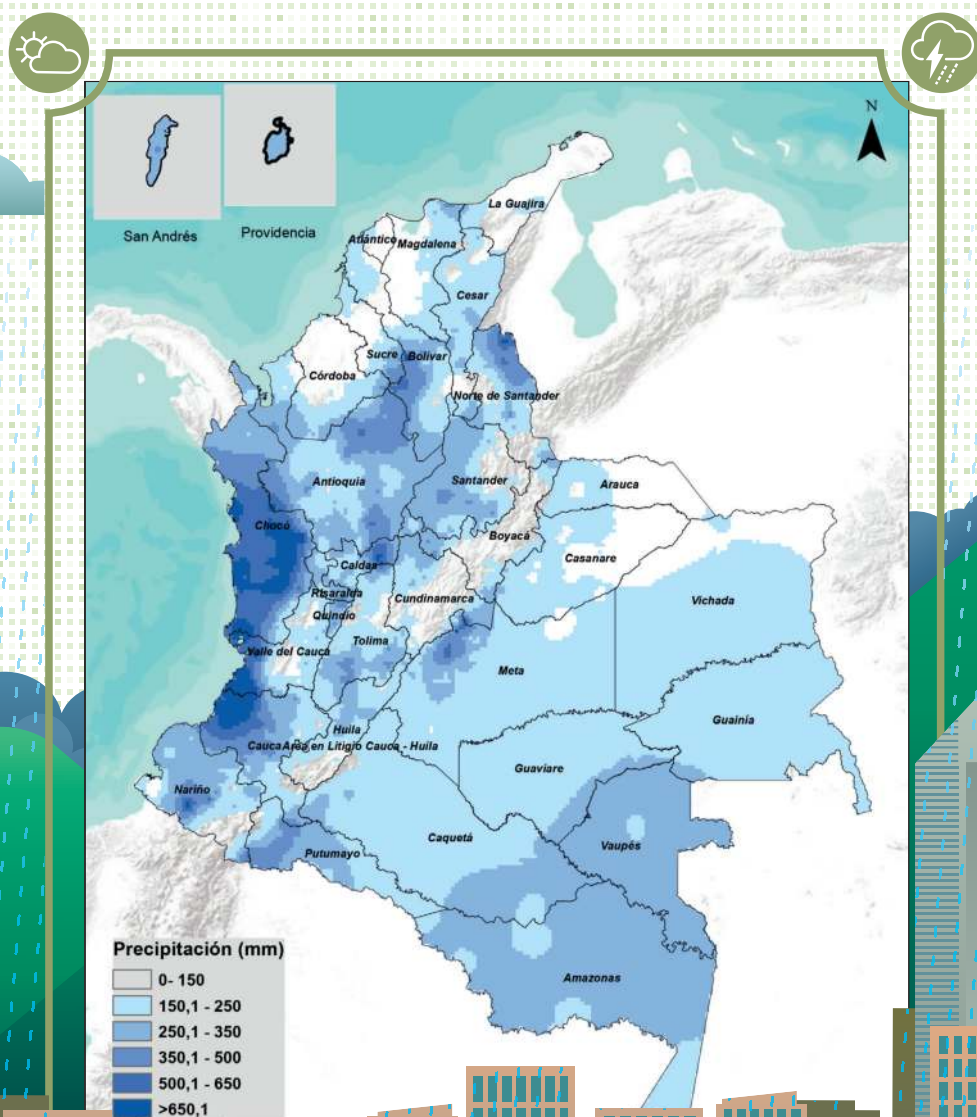 N
San Andrés
Providencia
La Guajira
Atlántico
Magdalena
Cesar
Sucre
Bolívar
Córdoba
Norte de Santander
Antioquia
Santander
Arauca
Chocó
Boyacá
Casanare
Caldas
Risaralda
Cundinamarca
Vichada
Quindío
Tolima
Valle del Cauca
Meta
Guainía
Huila
Cauca
Area en Litigio Cauca - Huila
Guaviare
Nariño
Caquetá
Vaupés
Putumayo
Amazonas
Precipitación (mm)
0- 150
150,1 - 250
250,1 - 350
350,1 - 500
500,1 - 650
>650,1